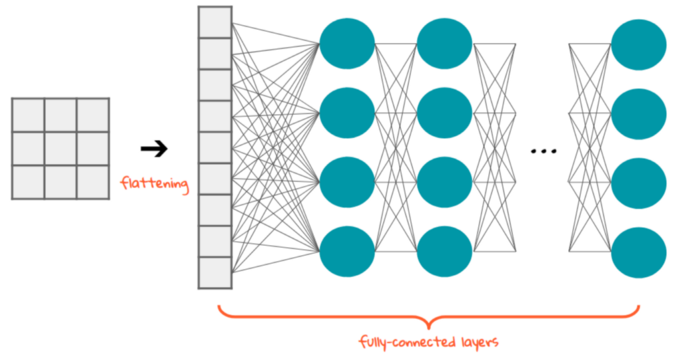 flattening
...
fully-connected layers